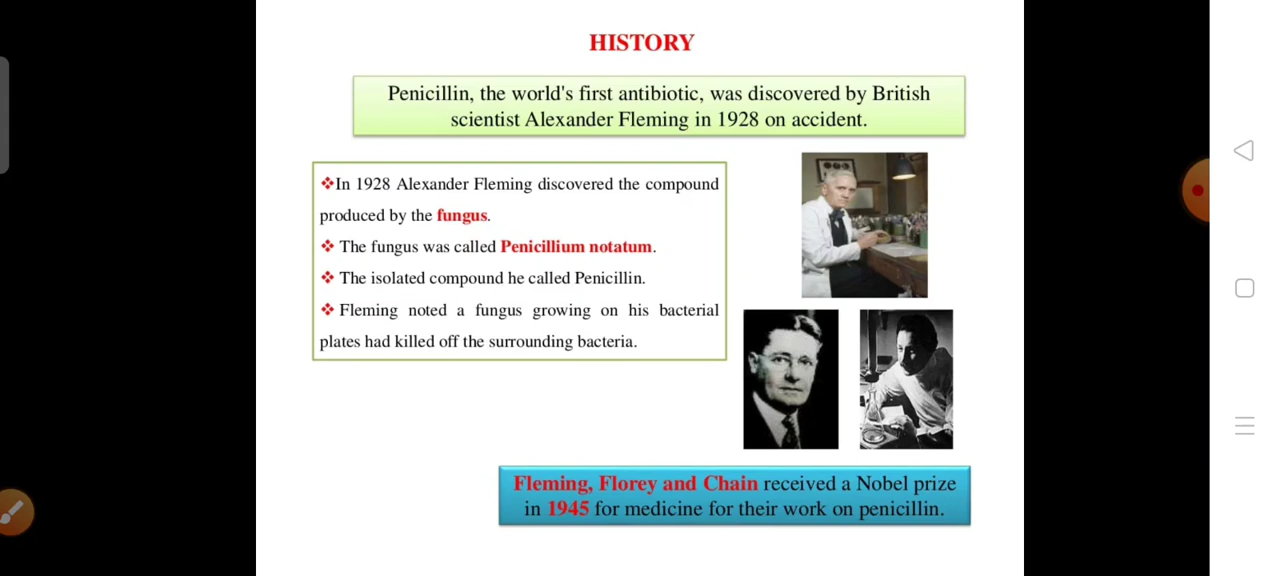 HISTORY
Penicillin, the world's first antibiotic, was discovered by British
scientist Alexander Fleming in 1928 on accident.
❖In 1928 Alexander Fleming discovered the compound
produced by the fungus.
❖ The fungus was called Penicillium notatum.
❖ The isolated compound he called Penicillin.
❖ Fleming noted a fungus growing on his bacterial
plates had killed off the surrounding bacteria.
Fleming, Florey and Chain received a Nobel prize
in 1945 for medicine for their work on penicillin.